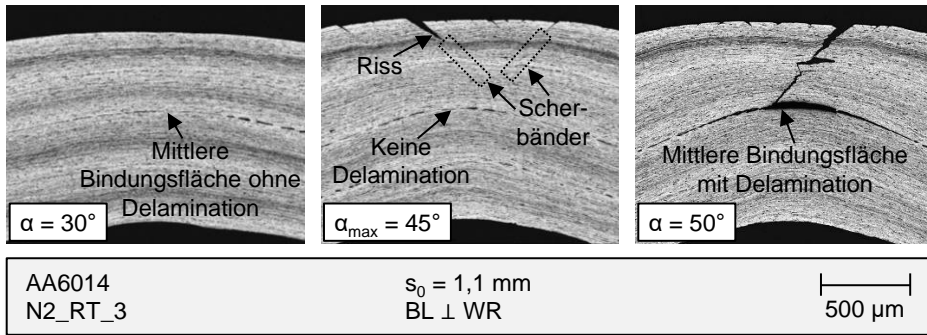 Mittlere
Bindungsfläche ohne
Delamination
α = 30°
Riss
Scher-
bänder
Keine
Delamination
αmax = 45°
Mittlere Bindungsfläche
mit Delamination
α = 50°
AA6014
N2_RT_3
s0 = 1,1 mm
BL ⊥ WR
500 µm